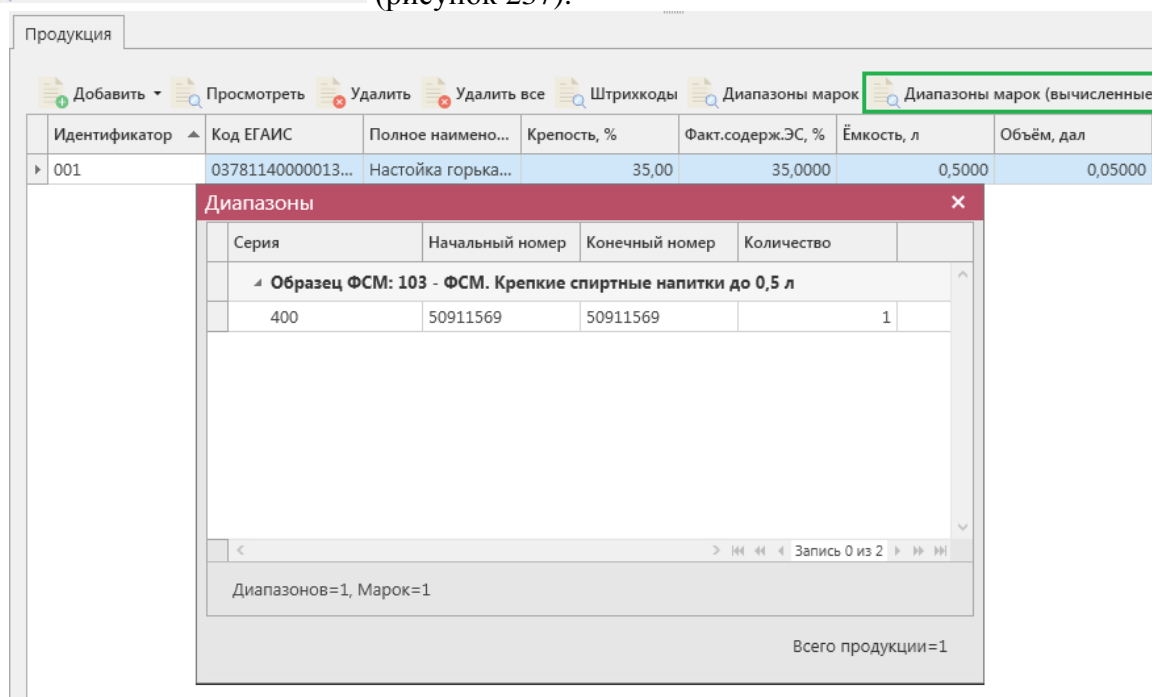 (рисунок 237).
Продукция
Добавить Просмотреть Удалить Удалить все Штрихкоды Диапазоны марок Диапазоны марок (вычисленные
Идентификатор Код ЕГАИС Полное наимено... Крепость, % Факт.содерж.ЭС, % Ёмкость, л Объём, дал
001 03781140000013... Настойка горька... 35,00 35,0000 0,5000 0,05000
Диапазоны
Серия Начальный номер Конечный номер Количество
Образец ФСМ: 103 - ФСМ. Крепкие спиртные напитки до 0,5 л
400 50911569 50911569 1
Запись 0 из 2
Диапазонов=1, Марок=1
Всего продукции=1